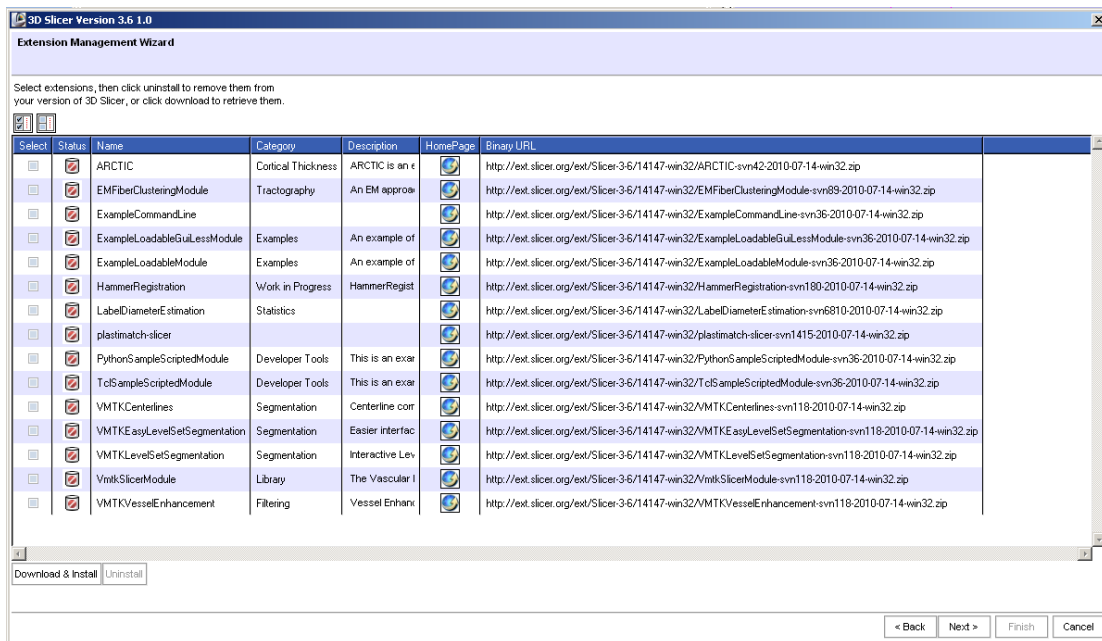 3D Slicer Version 3.6 1.0
Extension Management Wizard
Select extensions, then click uninstall to remove them from
your version of 3D Slicer, or click download to retrieve them.
Select Status Name Category Description HomePage Binary URL
ARCTIC Cortical Thickness ARCTIC is an e http://ext.slicer.org/ext/Slicer-3-6/14147-win32/ARCTIC-svn42-2010-07-14-win32.zip
EMFiberClusteringModule Tractography An EM approa http://ext.slicer.org/ext/Slicer-3-6/14147-win32/EMFiberClusteringModule-svn89-2010-07-14-win32.zip
ExampleCommandLine http://ext.slicer.org/ext/Slicer-3-6/14147-win32/ExampleCommandLine-svn36-2010-07-14-win32.zip
ExampleLoadableGuiLessModule Examples An example of http://ext.slicer.org/ext/Slicer-3-6/14147-win32/ExampleLoadableGuiLessModule-svn36-2010-07-14-win32.zip
ExampleLoadableModule Examples An example of http://ext.slicer.org/ext/Slicer-3-6/14147-win32/ExampleLoadableModule-svn36-2010-07-14-win32.zip
HammerRegistration Work in Progress HammerRegist http://ext.slicer.org/ext/Slicer-3-6/14147-win32/HammerRegistration-svn180-2010-07-14-win32.zip
LabelDiameterEstimation Statistics http://ext.slicer.org/ext/Slicer-3-6/14147-win32/LabelDiameterEstimation-svn6810-2010-07-14-win32.zip
plastimatch-slicer http://ext.slicer.org/ext/Slicer-3-6/14147-win32/plastimatch-slicer-svn1415-2010-07-14-win32.zip
PythonSampleScriptedModule Developer Tools This is an exar http://ext.slicer.org/ext/Slicer-3-6/14147-win32/PythonSampleScriptedModule-svn36-2010-07-14-win32.zip
TclSampleScriptedModule Developer Tools This is an exar http://ext.slicer.org/ext/Slicer-3-6/14147-win32/TclSampleScriptedModule-svn36-2010-07-14-win32.zip
VMTKCenterlines Segmentation Centerline com http://ext.slicer.org/ext/Slicer-3-6/14147-win32/VMTKCenterlines-svn118-2010-07-14-win32.zip
VMTKEasyLevelSetSegmentation Segmentation Easier interfac http://ext.slicer.org/ext/Slicer-3-6/14147-win32/VMTKEasyLevelSetSegmentation-svn118-2010-07-14-win32.zip
VMTKLevelSetSegmentation Segmentation Interactive Lev http://ext.slicer.org/ext/Slicer-3-6/14147-win32/VMTKLevelSetSegmentation-svn118-2010-07-14-win32.zip
VmtkSlicerModule Library The Vascular l http://ext.slicer.org/ext/Slicer-3-6/14147-win32/VmtkSlicerModule-svn118-2010-07-14-win32.zip
VMTKVesselEnhancement Filtering Vessel Enhanc http://ext.slicer.org/ext/Slicer-3-6/14147-win32/VMTKVesselEnhancement-svn118-2010-07-14-win32.zip
Download & Install Uninstall
< Back Next > Finish Cancel